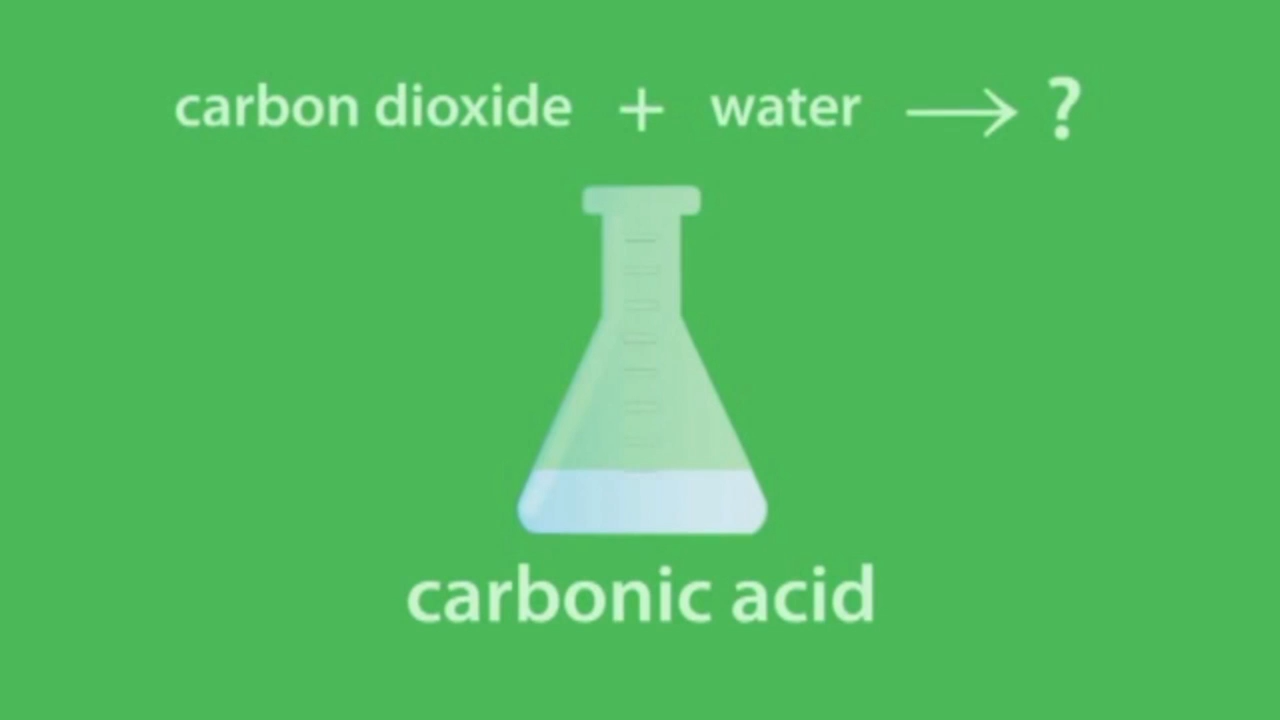 carbon dioxide + water → ?
carbonic acid